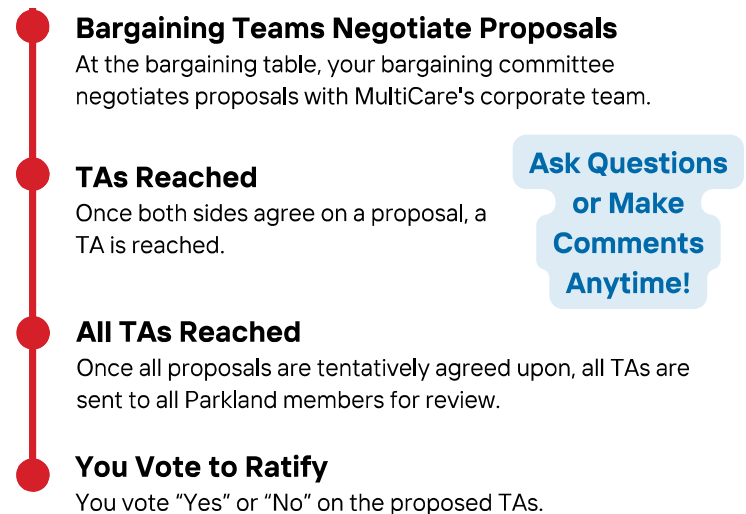 Bargaining Teams Negotiate Proposals
At the bargaining table, your bargaining committee
negotiates proposals with MultiCare's corporate team.
TAs Reached
Once both sides agree on a proposal, a
TA is reached.
Ask Questions
or Make
Comments
Anytime!
All TAs Reached
Once all proposals are tentatively agreed upon, all TAs are
sent to all Parkland members for review.
You Vote to Ratify
You vote “Yes” or “No” on the proposed TAs.